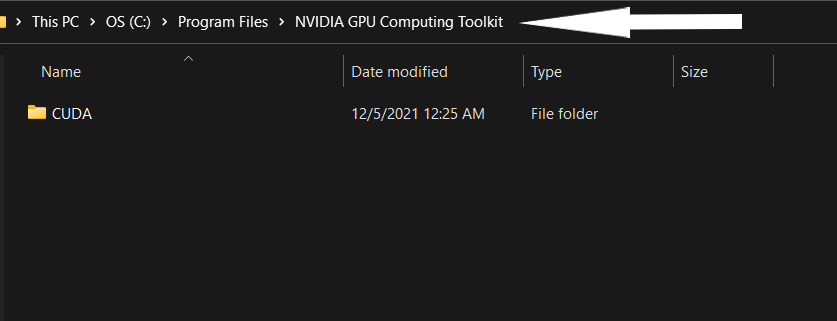 This PC > OS (C:) > Program Files > NVIDIA GPU Computing Toolkit
Name Date modified Type Size
CUDA 12/5/2021 12:25 AM File folder